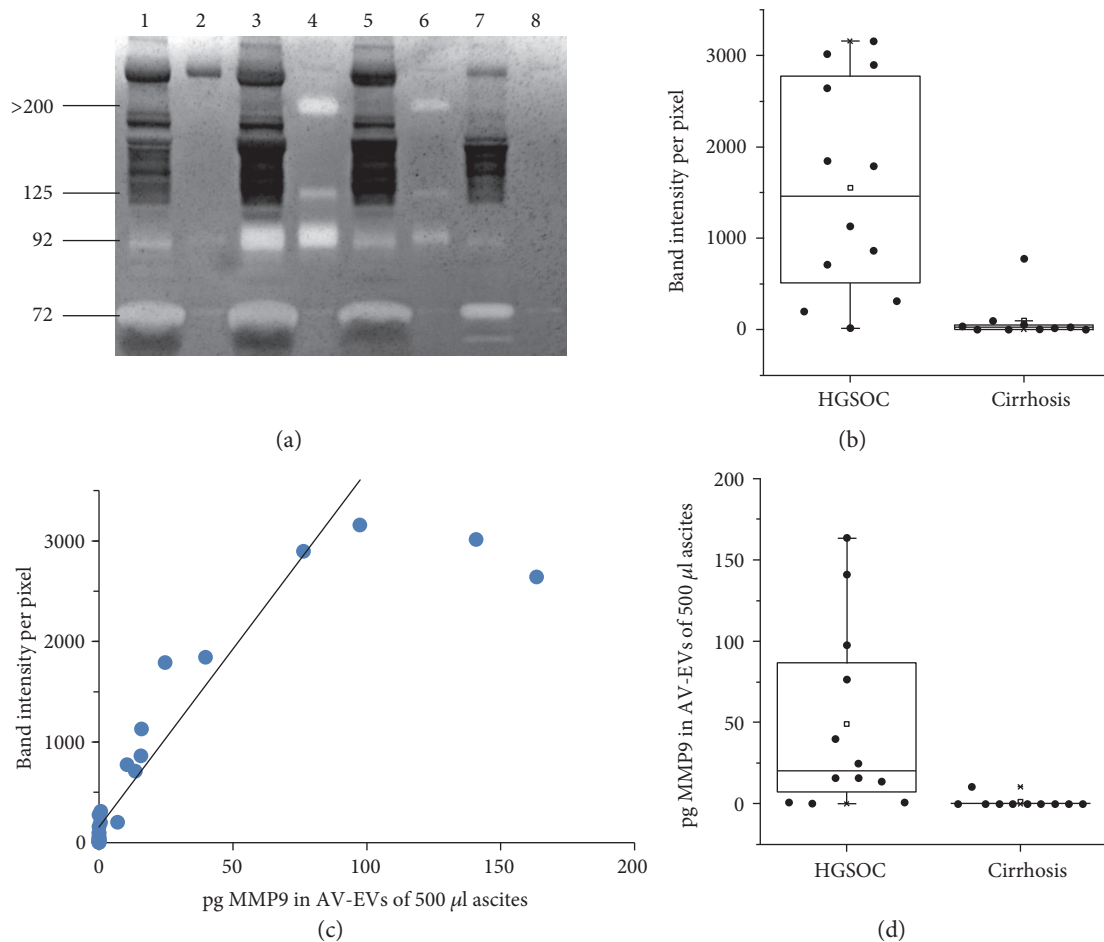 1 2 3 4 5 6 7 8
>200
125
92
72
(a)
Band intensity per pixel
3000
2000
1000
0
HGSOC Cirrhosis
(b)
Band intensity per pixel
3000
2000
1000
0
0 50 100 150 200
pg MMP9 in AV-EVs of 500 μl ascites
(c)
pg MMP9 in AV-EVs of 500 μl ascites
200
150
100
50
0
HGSOC Cirrhosis
(d)